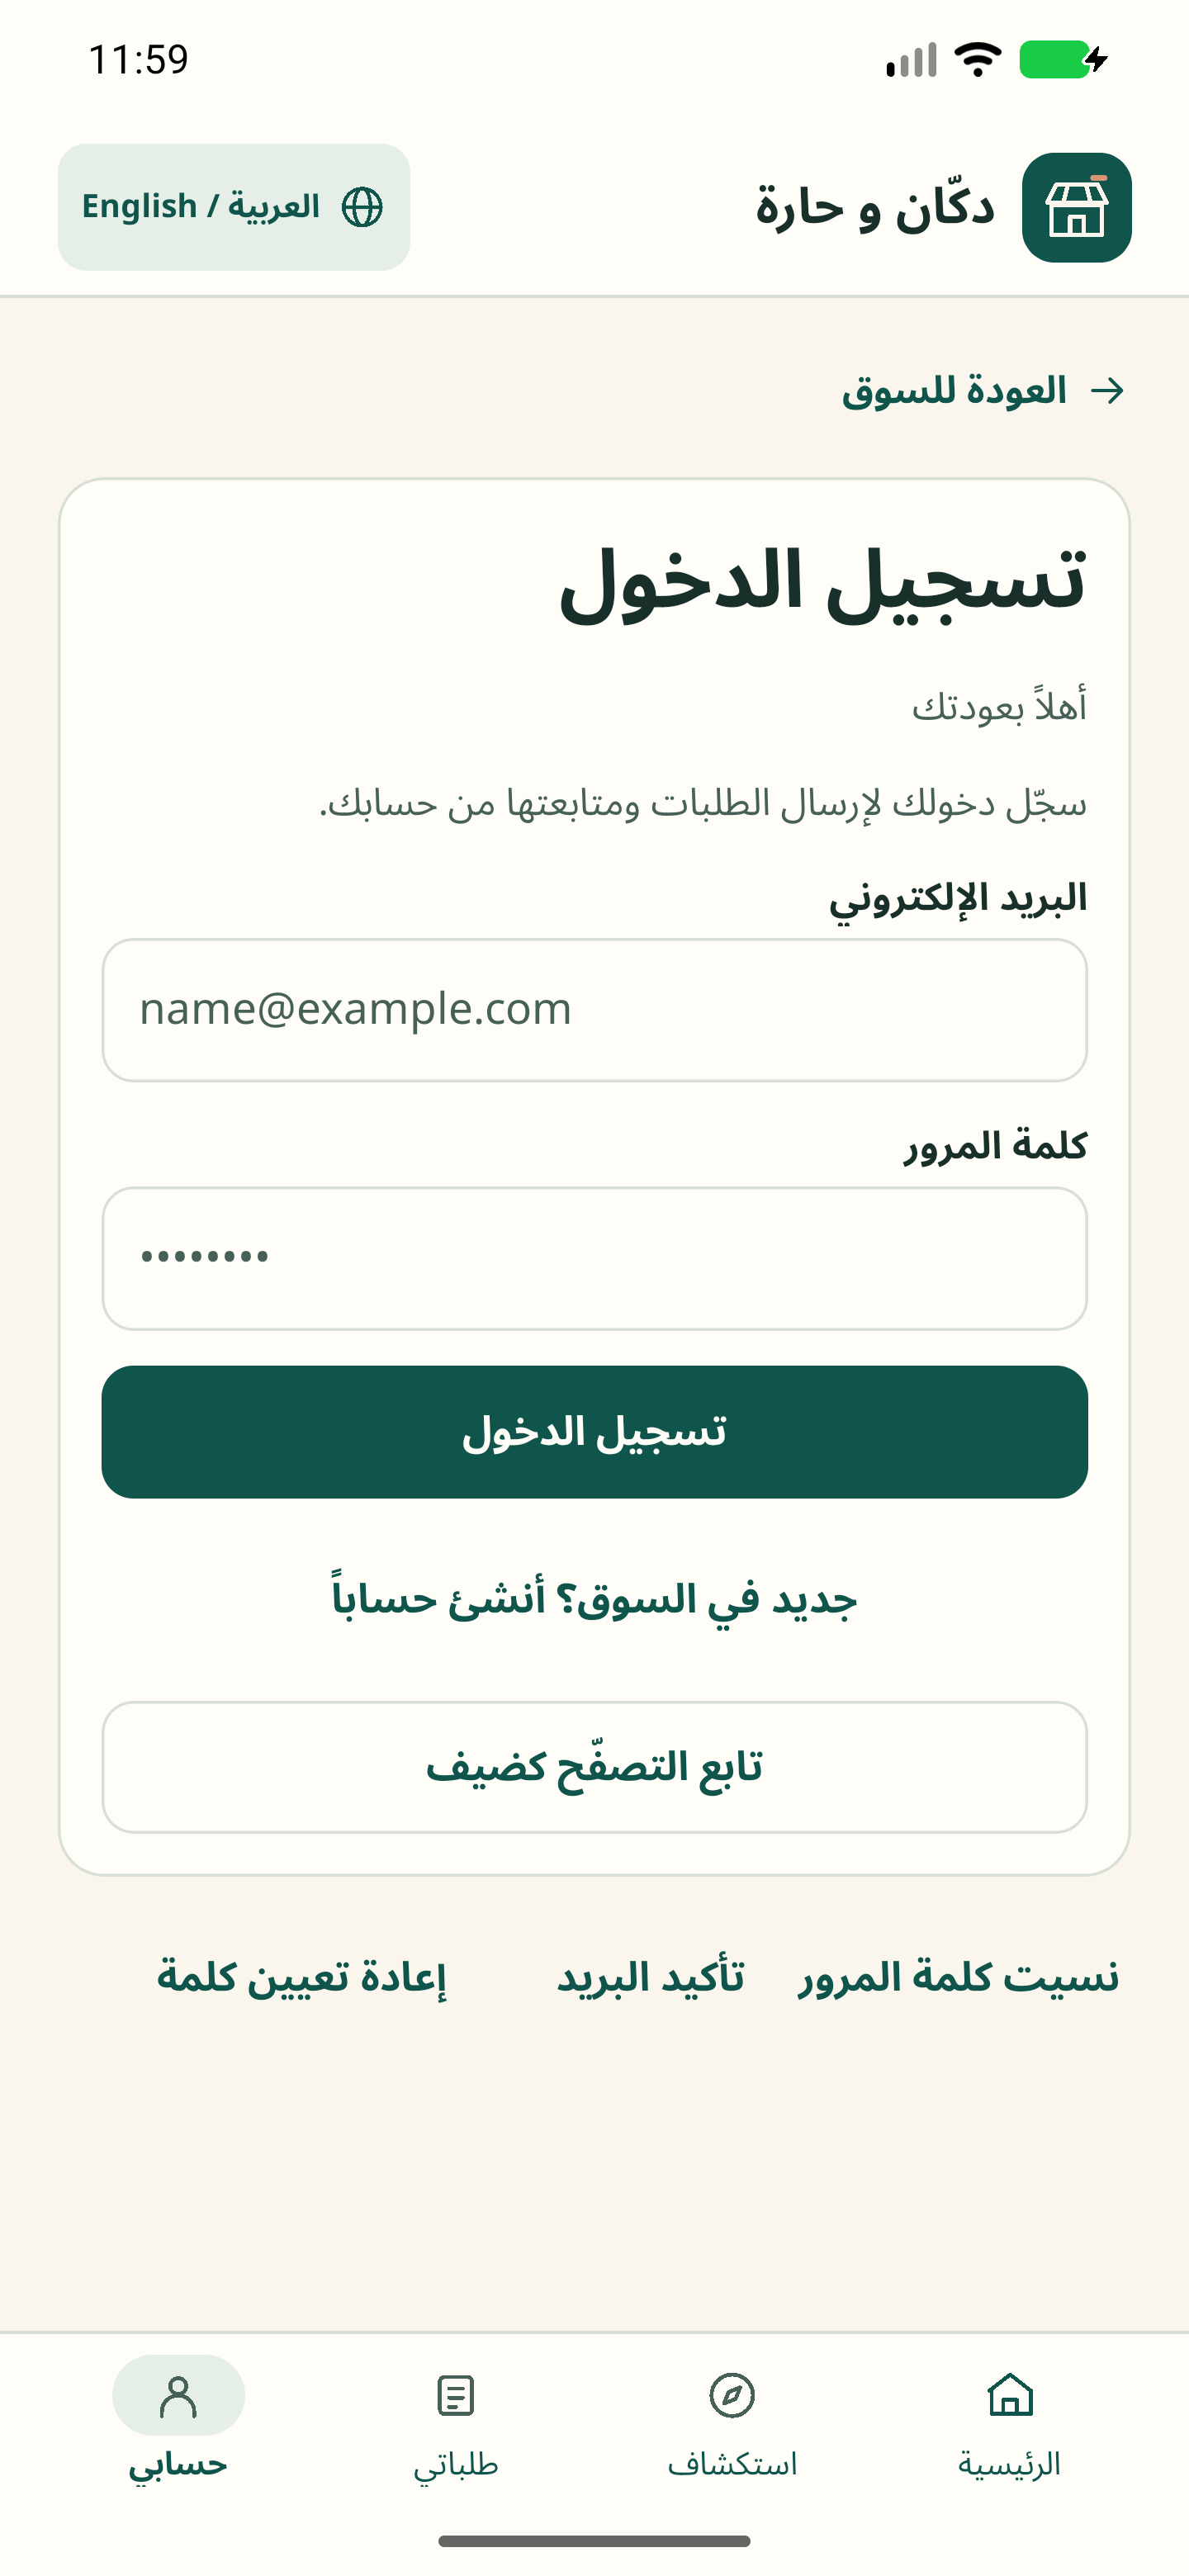 11:59
دكّان و حارة
العربية / English
العودة للسوق
تسجيل الدخول
أهلاً بعودتك
سجّل دخولك لإرسال الطلبات ومتابعتها من حسابك.
البريد الإلكتروني
name@example.com
كلمة المرور
••••••••
تسجيل الدخول
جديد في السوق؟ أنشئ حساباً
تابع التصفّح كضيف
نسيت كلمة المرور
تأكيد البريد
إعادة تعيين كلمة
الرئيسية
استكشاف
طلباتي
حسابي